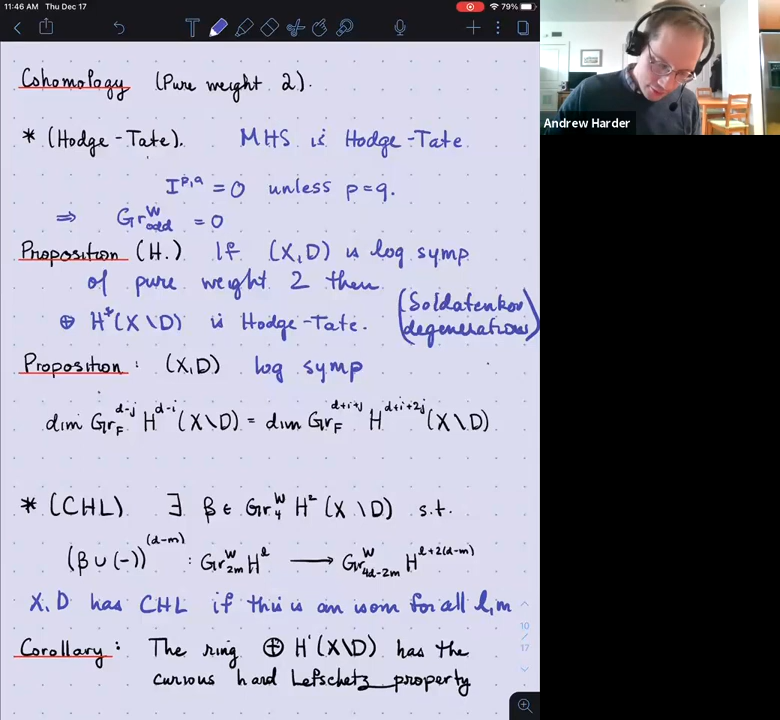 11:46 AM Thu Dec 17
79%
Andrew Harder
Cohomology (Pure weight 2).
* (Hodge-Tate). MHS is Hodge-Tate
I^{p,q} = 0 unless p=q.
⇒ Gr^W_{odd} = 0
Proposition (H.) If (X,D) is log symp
of pure weight 2 then
⊕ H^*(X\D) is Hodge-Tate. (Soldatenkov degenerations)
Proposition: (X,D) log symp
dim Gr_F^{d-j} H^{d-i}(X\D) = dim Gr_F^{d+i+j} H^{d+i+2j}(X\D)
* (CHL) ∃ β ∈ Gr^W_4 H^2(X\D) s.t.
(β ∪ (-))^{(d-m)} : Gr^W_{2m} H^l → Gr^W_{4d-2m} H^{l+2(d-m)}
X,D has CHL if this is an isom for all l,m
Corollary: The ring ⊕ H^•(X\D) has the
curious hard Lefschetz property
10
/
17